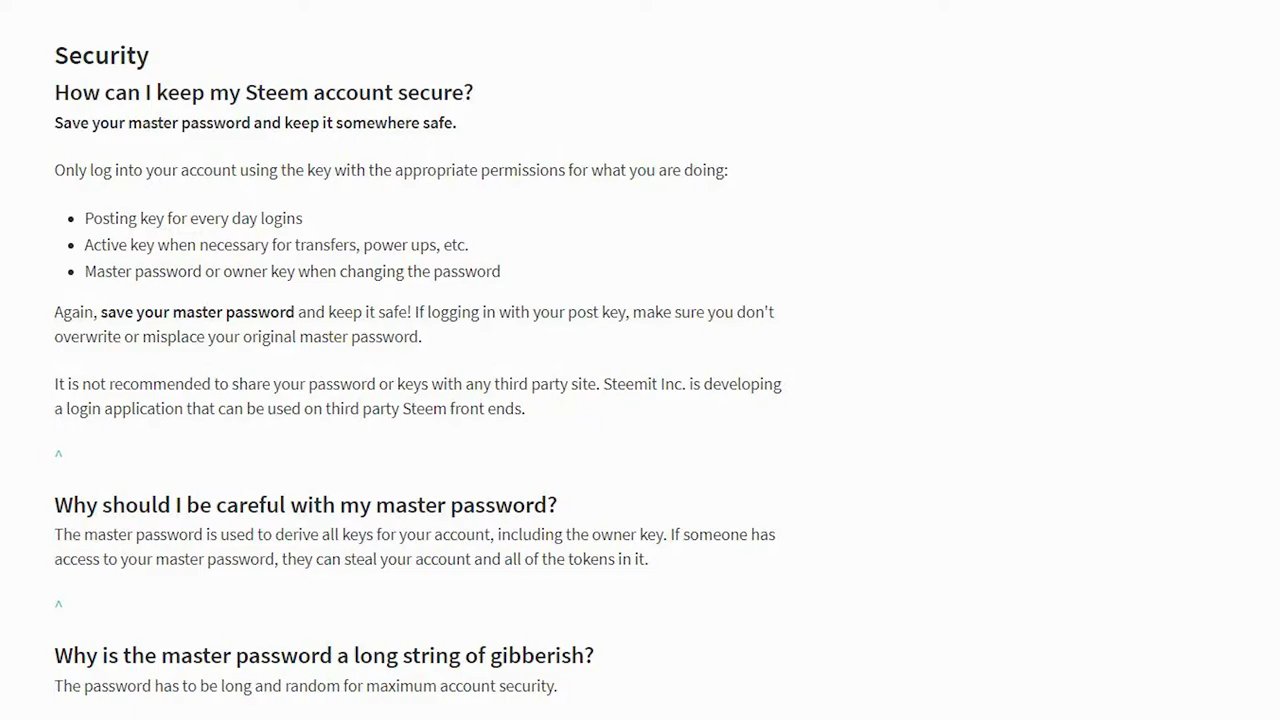 Security
How can I keep my Steem account secure?
Save your master password and keep it somewhere safe.
Only log into your account using the key with the appropriate permissions for what you are doing:
• Posting key for every day logins
• Active key when necessary for transfers, power ups, etc.
• Master password or owner key when changing the password
Again, save your master password and keep it safe! If logging in with your post key, make sure you don't
overwrite or misplace your original master password.
It is not recommended to share your password or keys with any third party site. Steemit Inc. is developing
a login application that can be used on third party Steem front ends.
^
Why should I be careful with my master password?
The master password is used to derive all keys for your account, including the owner key. If someone has
access to your master password, they can steal your account and all of the tokens in it.
^
Why is the master password a long string of gibberish?
The password has to be long and random for maximum account security.